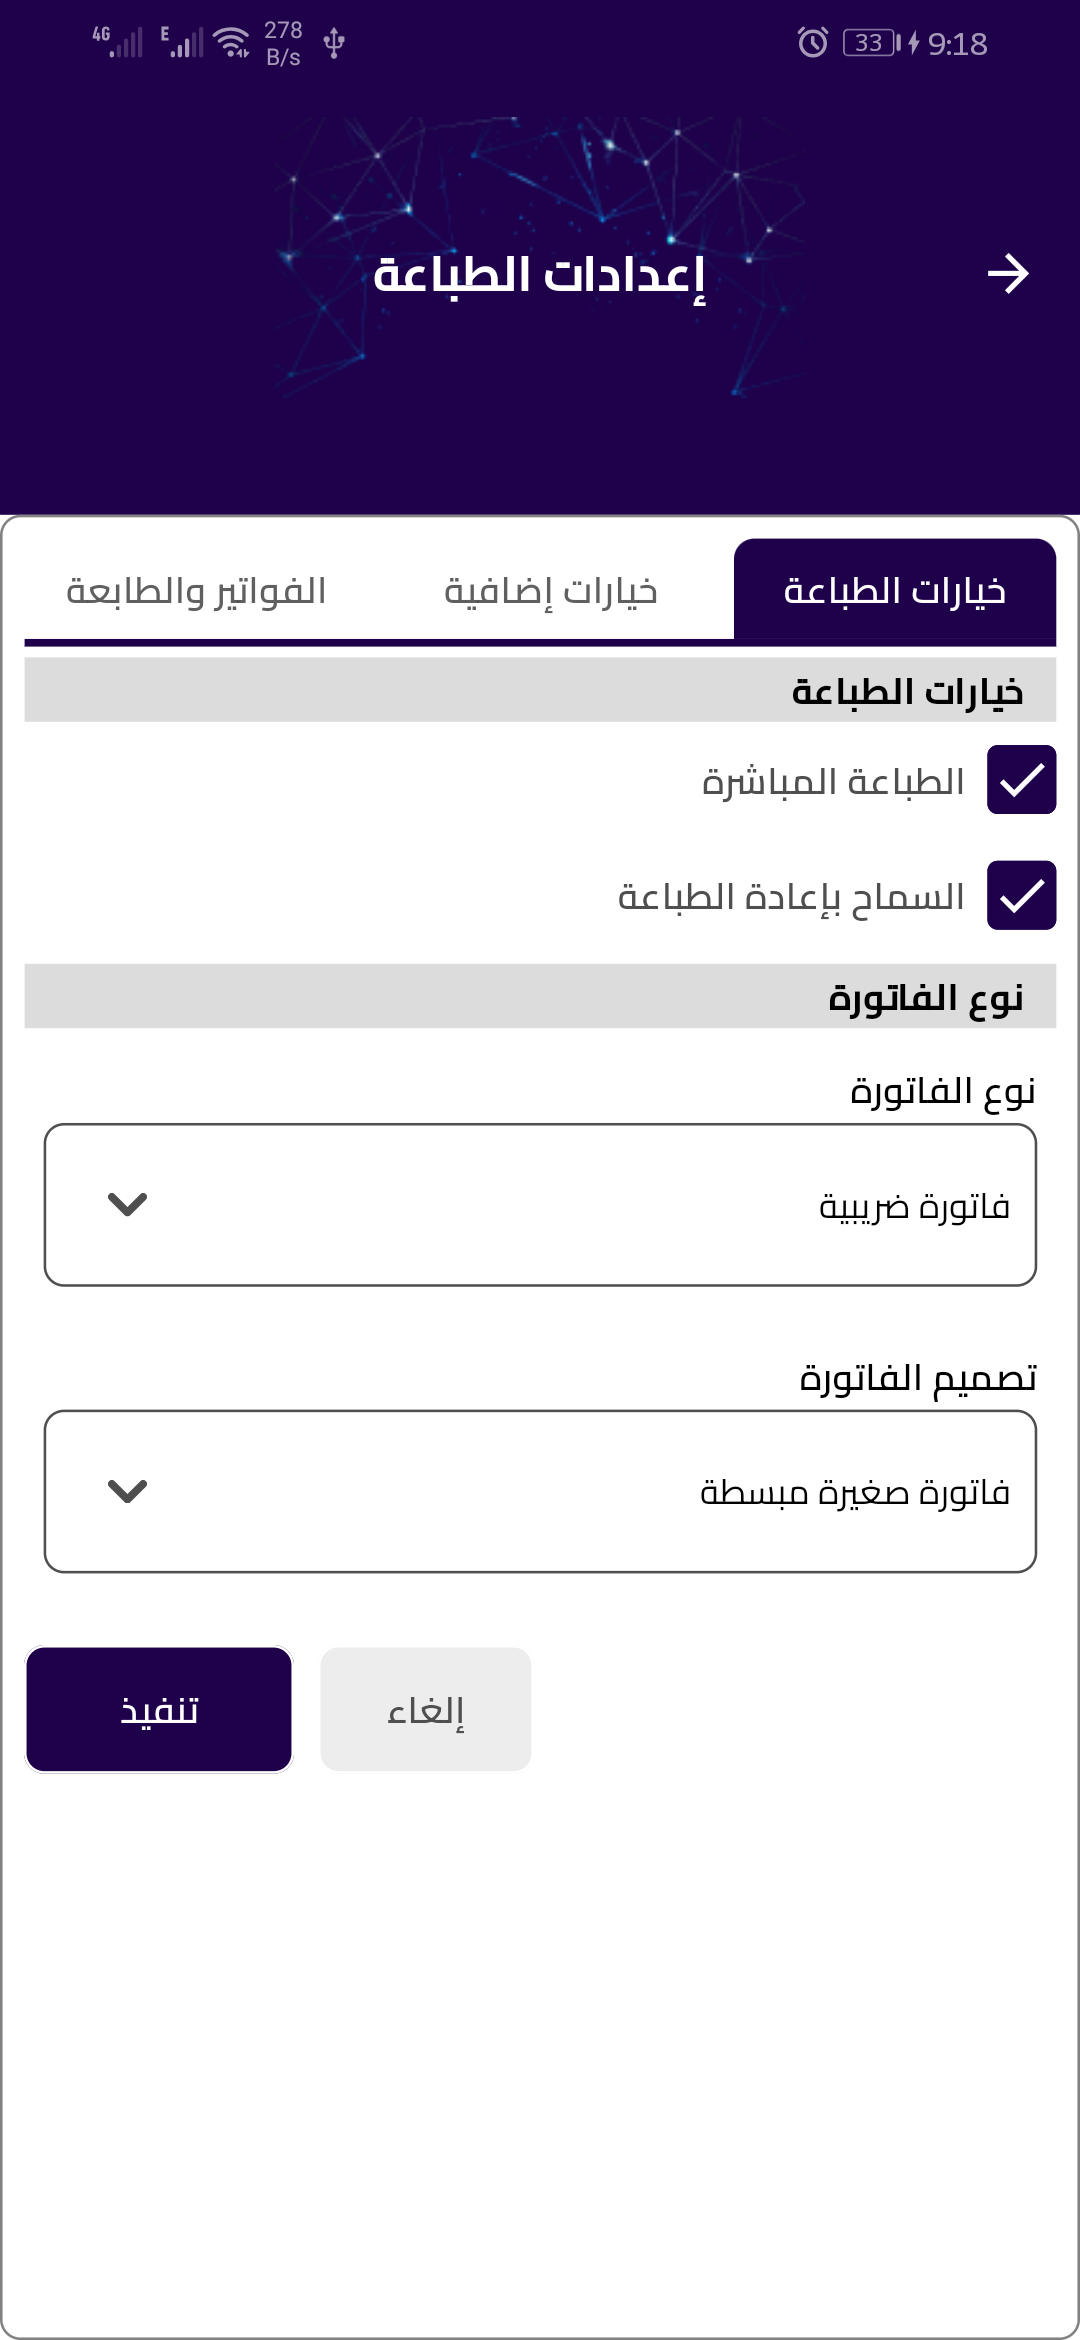 4G E 278 B/s 33 9:18
إعدادات الطباعة
خيارات الطباعة خيارات إضافية الفواتير والطابعة
خيارات الطباعة
الطباعة المباشرة
السماح بإعادة الطباعة
نوع الفاتورة
نوع الفاتورة
فاتورة ضريبية
تصميم الفاتورة
فاتورة صغيرة مبسطة
إلغاء تنفيذ